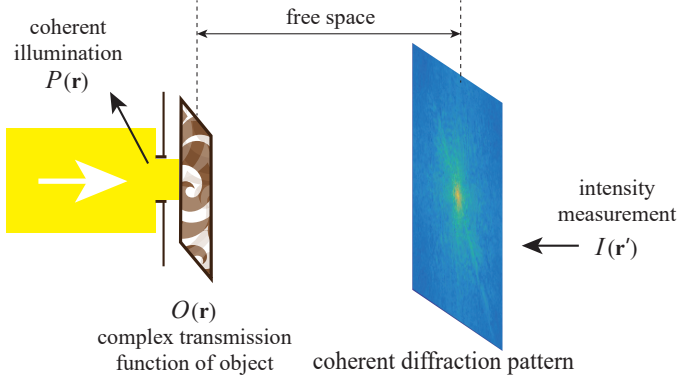 coherent
illumination
P(r)
free space
intensity
measurement
I(r′)
O(r)
complex transmission
function of object
coherent diffraction pattern